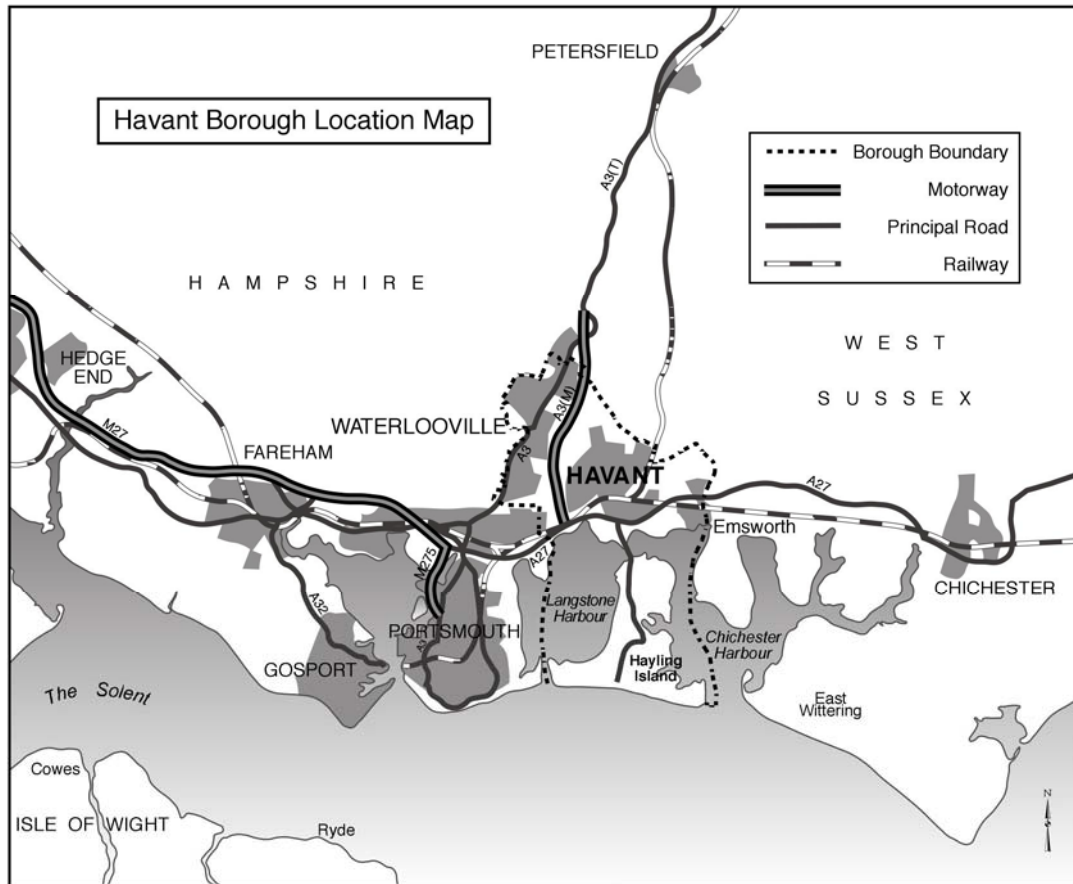 PETERSFIELD
Havant Borough Location Map
Borough Boundary
Motorway
Principal Road
Railway
A3(T)
H A M P S H I R E
W E S T
S U S S E X
HEDGE
END
M27
WATERLOOVILLE
A3(M)
A3
FAREHAM
HAVANT
A27
Emsworth
A27
M275
CHICHESTER
A32
PORTSMOUTH
Langstone
Harbour
Chichester
Harbour
GOSPORT
Hayling
Island
The Solent
East
Wittering
Cowes
ISLE OF WIGHT
Ryde
N